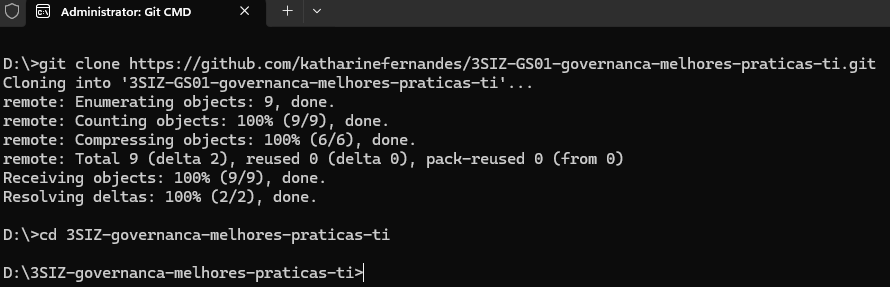 Administrator: Git CMD
D:\>git clone https://github.com/katharinefernandes/3SIZ-GS01-governanca-melhores-praticas-ti.git
Cloning into '3SIZ-GS01-governanca-melhores-praticas-ti'...
remote: Enumerating objects: 9, done.
remote: Counting objects: 100% (9/9), done.
remote: Compressing objects: 100% (6/6), done.
remote: Total 9 (delta 2), reused 0 (delta 0), pack-reused 0 (from 0)
Receiving objects: 100% (9/9), done.
Resolving deltas: 100% (2/2), done.
D:\>cd 3SIZ-governanca-melhores-praticas-ti
D:\3SIZ-governanca-melhores-praticas-ti>